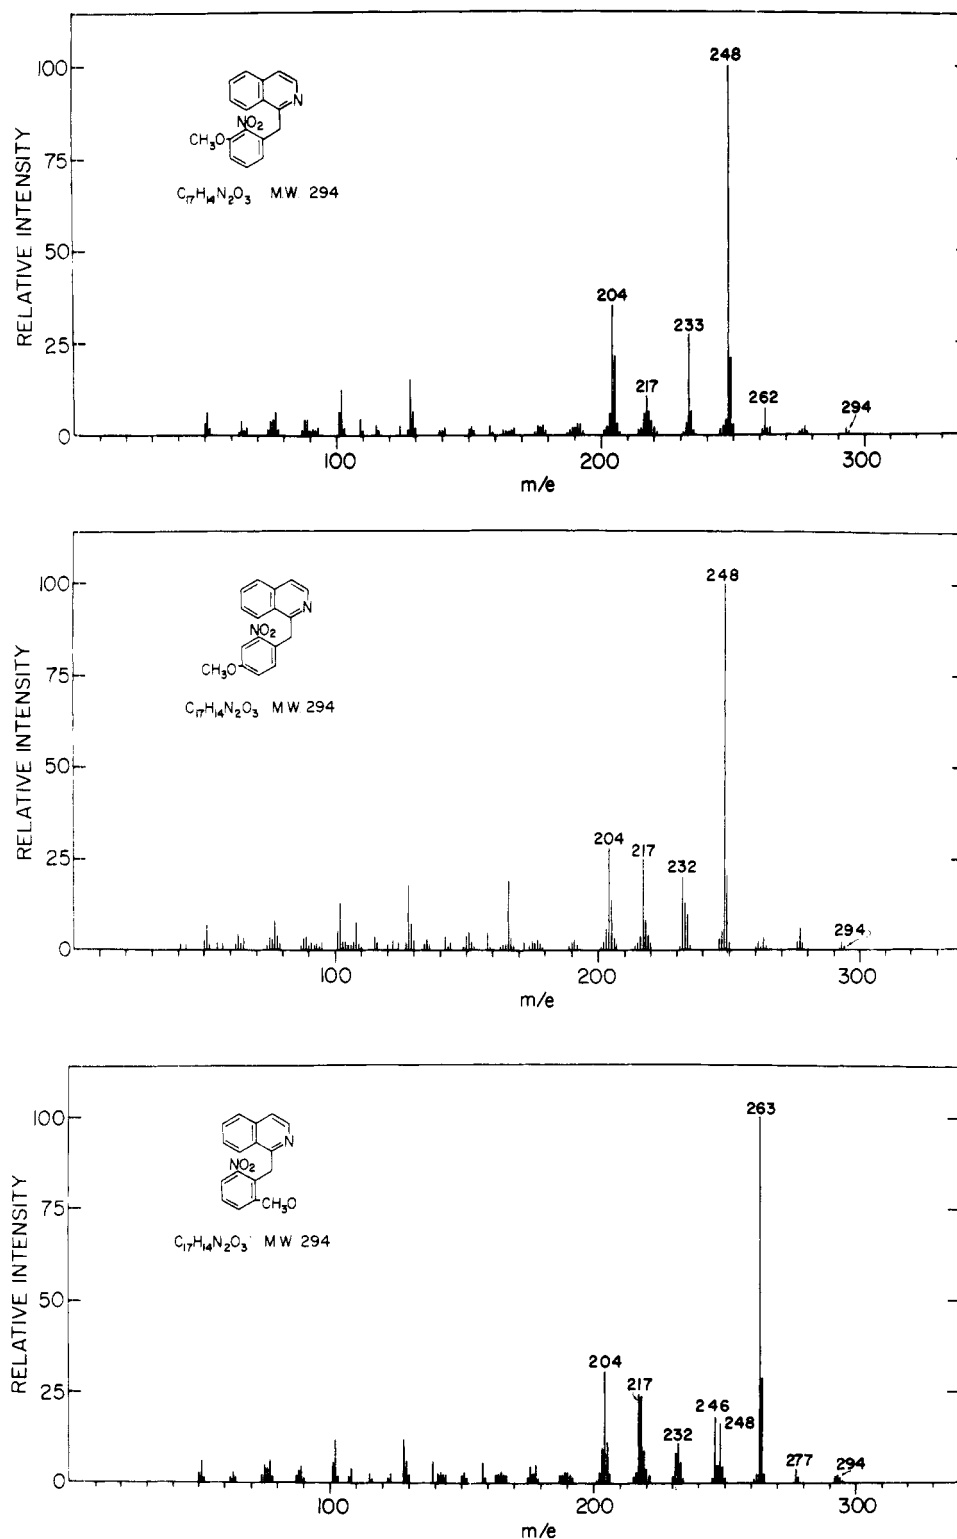 RELATIVE INTENSITY
100
75
50
25
0
N
NO₂
CH₃O
C₁₇H₁₄N₂O₃ M.W. 294
204
217
233
248
262
294
100
200
300
m/e
RELATIVE INTENSITY
100
75
50
25
0
N
NO₂
CH₃O
C₁₇H₁₄N₂O₃ M.W. 294
204
217
232
248
294
100
200
300
m/e
RELATIVE INTENSITY
100
75
50
25
0
N
NO₂
CH₃O
C₁₇H₁₄N₂O₃ M.W. 294
204
217
232
246
248
263
277
294
100
200
300
m/e